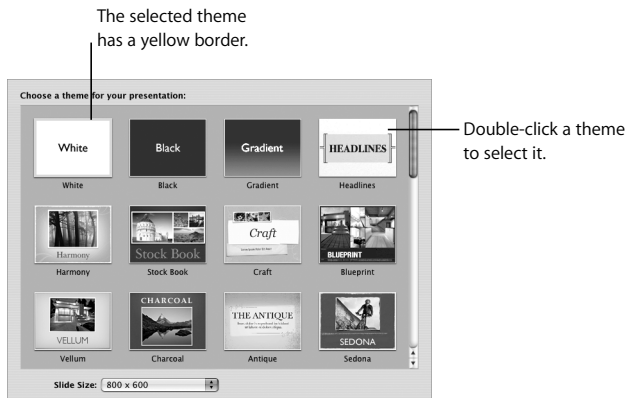 The selected theme
has a yellow border.
Choose a theme for your presentation:
Double-click a theme
to select it.
White
Black
Gradient
HEADLINES
White
Black
Gradient
Headlines
Harmony
Stock Book
Craft
BLUEPRINT
Harmony
Stock Book
Craft
Blueprint
VELLUM
CHARCOAL
THE ANTIQUE
SEDONA
Vellum
Charcoal
Antique
Sedona
Slide Size: 800 x 600